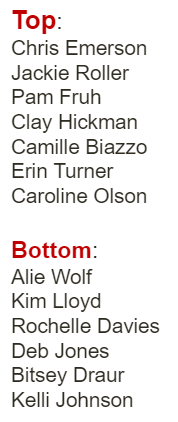 Top:
Chris Emerson
Jackie Roller
Pam Fruh
Clay Hickman
Camille Biazzo
Erin Turner
Caroline Olson
Bottom:
Alie Wolf
Kim Lloyd
Rochelle Davies
Deb Jones
Bitsey Draur
Kelli Johnson